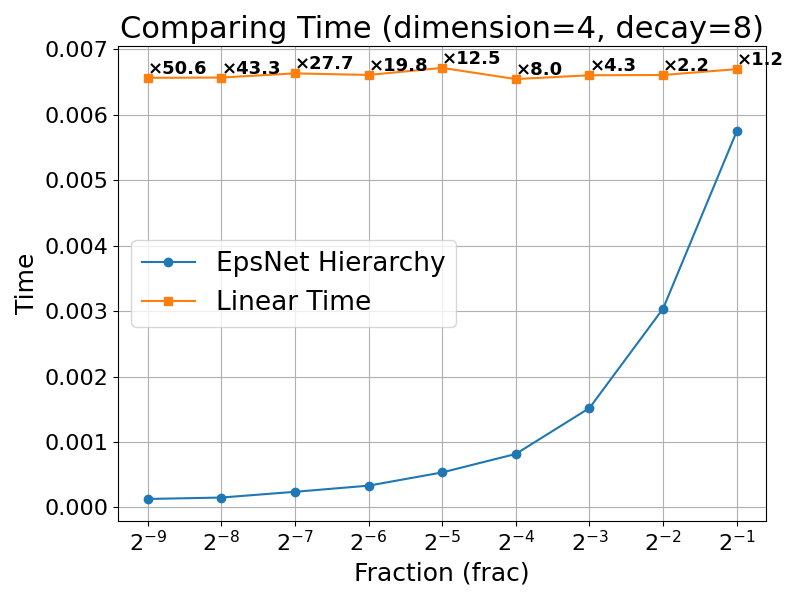 Comparing Time (dimension=4, decay=8)
0.007
0.006
0.005
0.004
0.003
0.002
0.001
0.000
Time
×50.6
×43.3
×27.7
×19.8
×12.5
×8.0
×4.3
×2.2
×1.2
EpsNet Hierarchy
Linear Time
2⁻⁹ 2⁻⁸ 2⁻⁷ 2⁻⁶ 2⁻⁵ 2⁻⁴ 2⁻³ 2⁻² 2⁻¹
Fraction (frac)